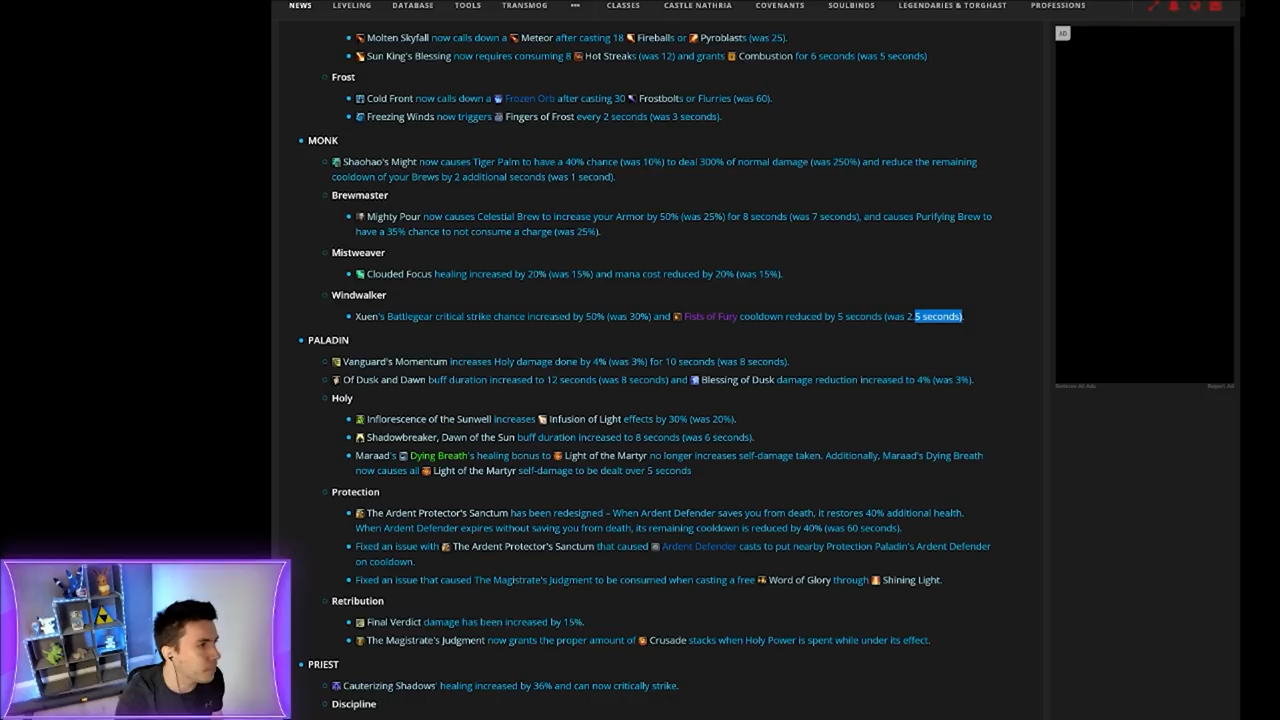 NEWS LEVELING DATABASE TOOLS TRANSMOG ••• CLASSES CASTLE NATHRIA COVENANTS SOULBINDS LEGENDARIES & TORGHAST PROFESSIONS
Molten Skyfall now calls down a Meteor after casting 18 Fireballs or Pyroblasts (was 25).
Sun King's Blessing now requires consuming 8 Hot Streaks (was 12) and grants Combustion for 6 seconds (was 5 seconds)
Frost
Cold Front now calls down a Frozen Orb after casting 30 Frostbolts or Flurries (was 60).
Freezing Winds now triggers Fingers of Frost every 2 seconds (was 3 seconds).
MONK
Shaohao's Might now causes Tiger Palm to have a 40% chance (was 10%) to deal 300% of normal damage (was 250%) and reduce the remaining
cooldown of your Brews by 2 additional seconds (was 1 second).
Brewmaster
Mighty Pour now causes Celestial Brew to increase your Armor by 50% (was 25%) for 8 seconds (was 7 seconds), and causes Purifying Brew to
have a 35% chance to not consume a charge (was 25%).
Mistweaver
Clouded Focus healing increased by 20% (was 15%) and mana cost reduced by 20% (was 15%).
Windwalker
Xuen's Battlegear critical strike chance increased by 50% (was 30%) and Fists of Fury cooldown reduced by 5 seconds (was 2.5 seconds).
PALADIN
Vanguard's Momentum increases Holy damage done by 4% (was 3%) for 10 seconds (was 8 seconds).
Of Dusk and Dawn buff duration increased to 12 seconds (was 8 seconds) and Blessing of Dusk damage reduction increased to 4% (was 3%).
Holy
Inflorescence of the Sunwell increases Infusion of Light effects by 30% (was 20%).
Shadowbreaker, Dawn of the Sun buff duration increased to 8 seconds (was 6 seconds).
Maraad's Dying Breath's healing bonus to Light of the Martyr no longer increases self-damage taken. Additionally, Maraad's Dying Breath
now causes all Light of the Martyr self-damage to be dealt over 5 seconds
Protection
The Ardent Protector's Sanctum has been redesigned – When Ardent Defender saves you from death, it restores 40% additional health.
When Ardent Defender expires without saving you from death, its remaining cooldown is reduced by 40% (was 60 seconds).
Fixed an issue with The Ardent Protector's Sanctum that caused Ardent Defender casts to put nearby Protection Paladin's Ardent Defender
on cooldown.
Fixed an issue that caused The Magistrate's Judgment to be consumed when casting a free Word of Glory through Shining Light.
Retribution
Final Verdict damage has been increased by 15%.
The Magistrate's Judgment now grants the proper amount of Crusade stacks when Holy Power is spent while under its effect.
PRIEST
Cauterizing Shadows' healing increased by 36% and can now critically strike.
Discipline
AD
Remove All Ads Report Ad